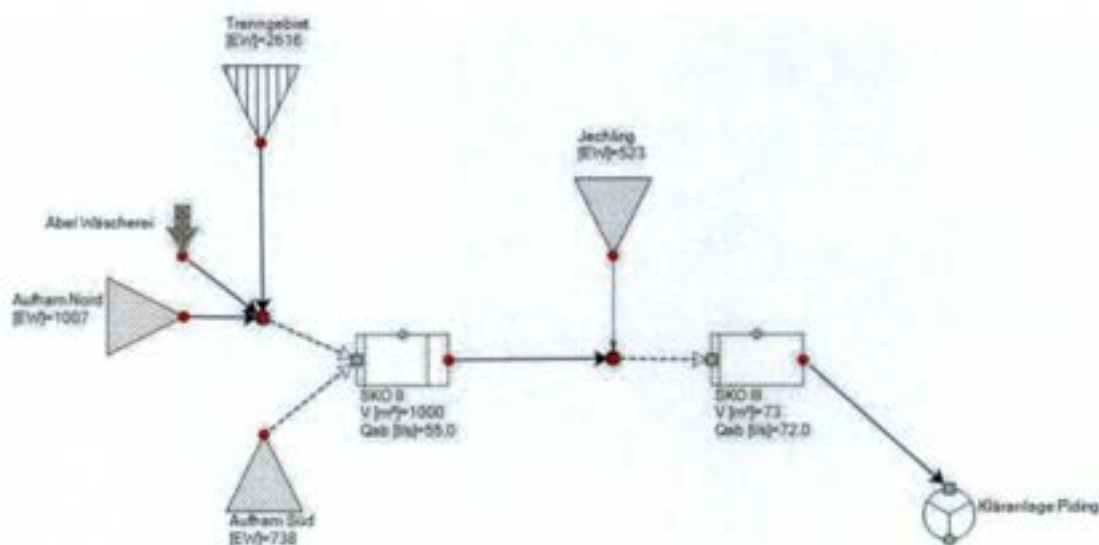 Trenngebiet
[EW]=2616
Jechling
[EW]=523
Abel Wäscherei
Aufham Nord
[EW]=1007
SKO II
V [m³]=1000
Qab [l/s]=55,0
SKO III
V [m³]=73
Qab [l/s]=72,0
Aufham Süd
[EW]=738
Kläranlage Piding